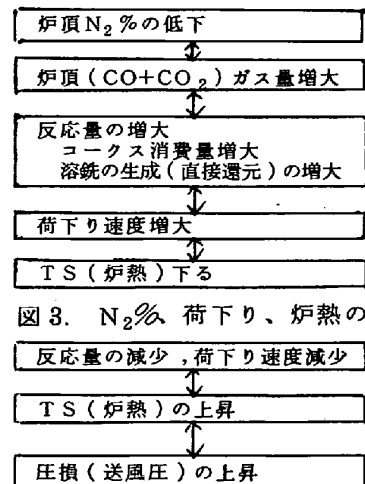 炉頂N₂%の低下
炉頂(CO+CO₂)ガス量増大
反応量の増大
コークス消費量増大
溶銑の生成(直接還元)の増大
荷下り速度増大
TS(炉熱)下る
図3. N₂%、荷下り、炉熱の
反応量の減少,荷下り速度減少
TS(炉熱)の上昇
圧損(送風圧)の上昇